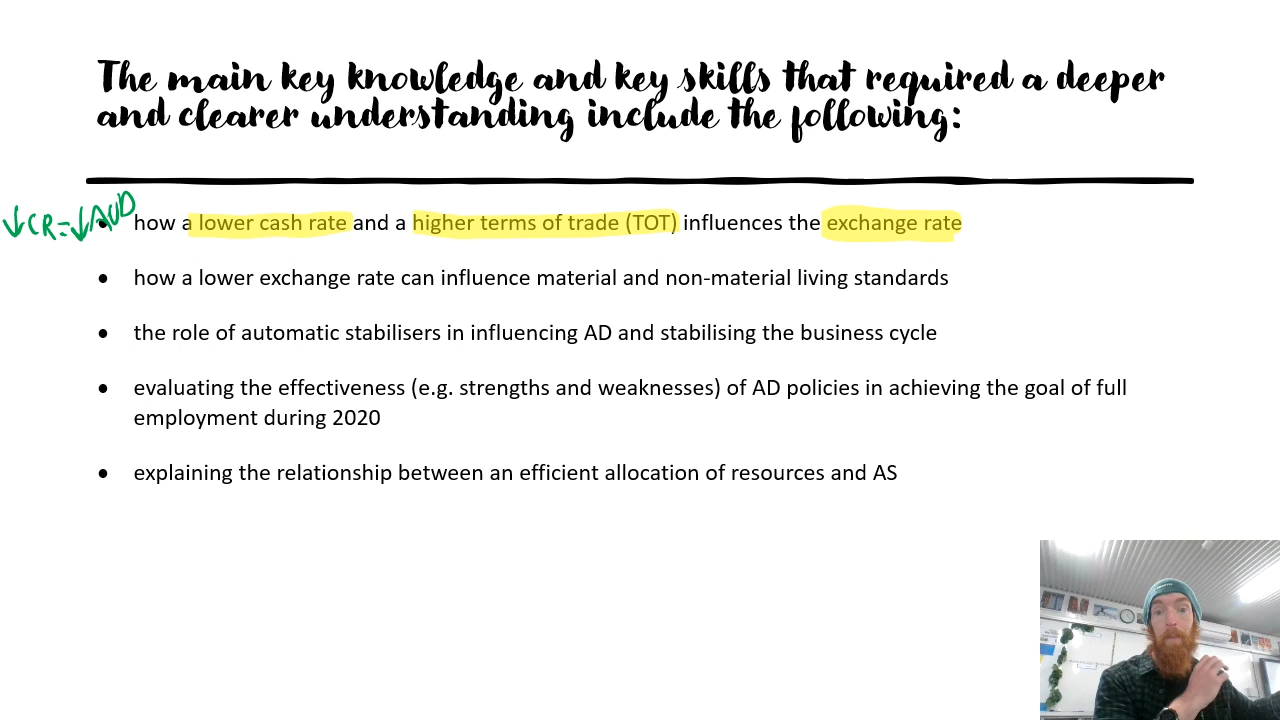 The main key knowledge and key skills that required a deeper
and clearer understanding include the following:
↓CR=↓AUD
• how a lower cash rate and a higher terms of trade (TOT) influences the exchange rate
• how a lower exchange rate can influence material and non-material living standards
• the role of automatic stabilisers in influencing AD and stabilising the business cycle
• evaluating the effectiveness (e.g. strengths and weaknesses) of AD policies in achieving the goal of full
employment during 2020
• explaining the relationship between an efficient allocation of resources and AS